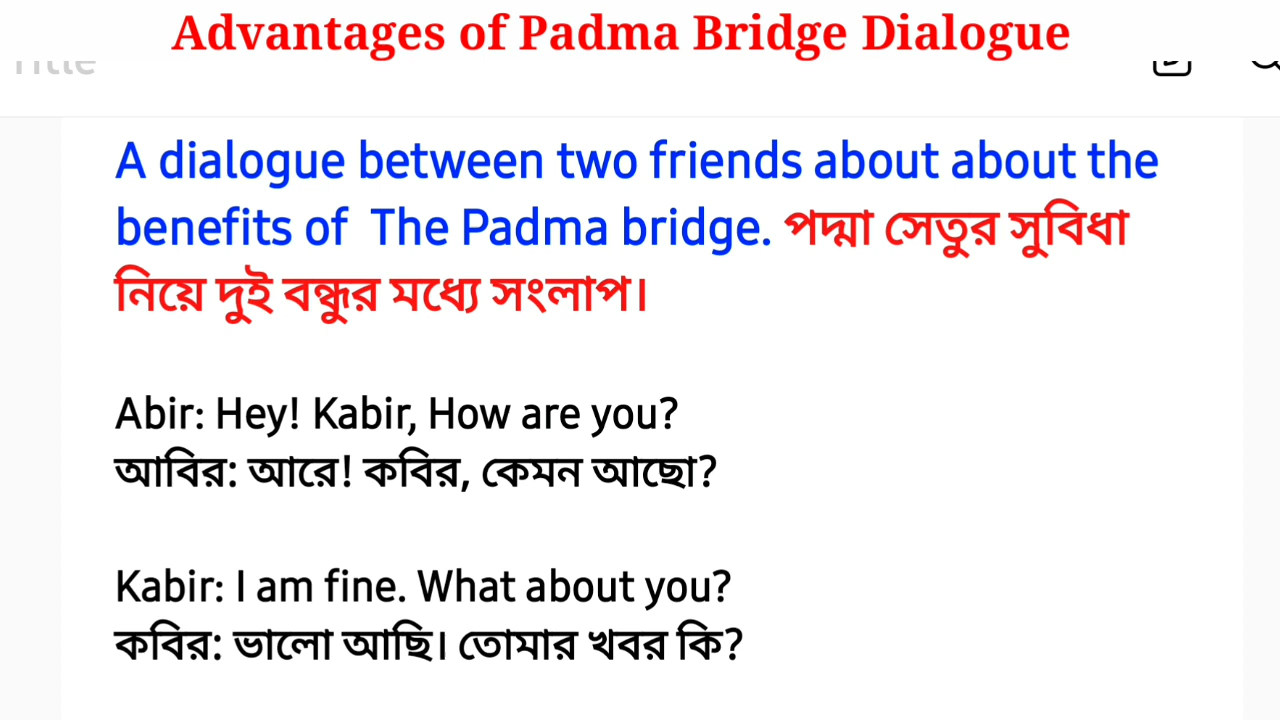 Advantages of Padma Bridge Dialogue
Title
A dialogue between two friends about about the
benefits of The Padma bridge. পদ্মা সেতুর সুবিধা
নিয়ে দুই বন্ধুর মধ্যে সংলাপ।
Abir: Hey! Kabir, How are you?
আবির: আরে! কবির, কেমন আছো?
Kabir: I am fine. What about you?
কবির: ভালো আছি। তোমার খবর কি?